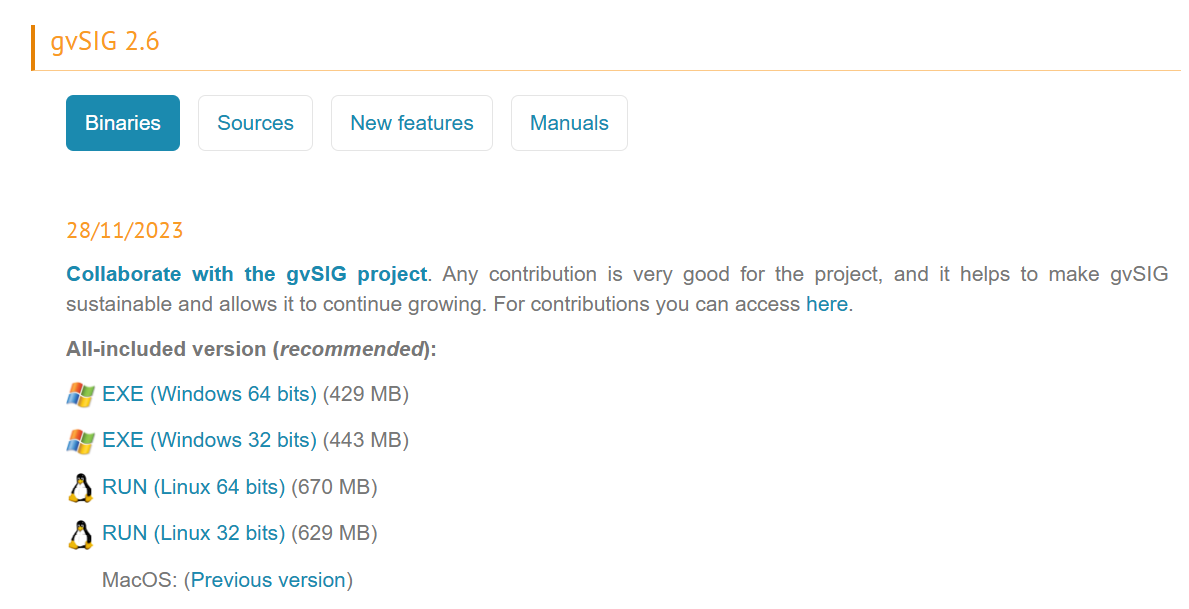 gvSIG 2.6
Binaries Sources New features Manuals
28/11/2023
Collaborate with the gvSIG project. Any contribution is very good for the project, and it helps to make gvSIG
sustainable and allows it to continue growing. For contributions you can access here.
All-included version (recommended):
EXE (Windows 64 bits) (429 MB)
EXE (Windows 32 bits) (443 MB)
RUN (Linux 64 bits) (670 MB)
RUN (Linux 32 bits) (629 MB)
MacOS: (Previous version)